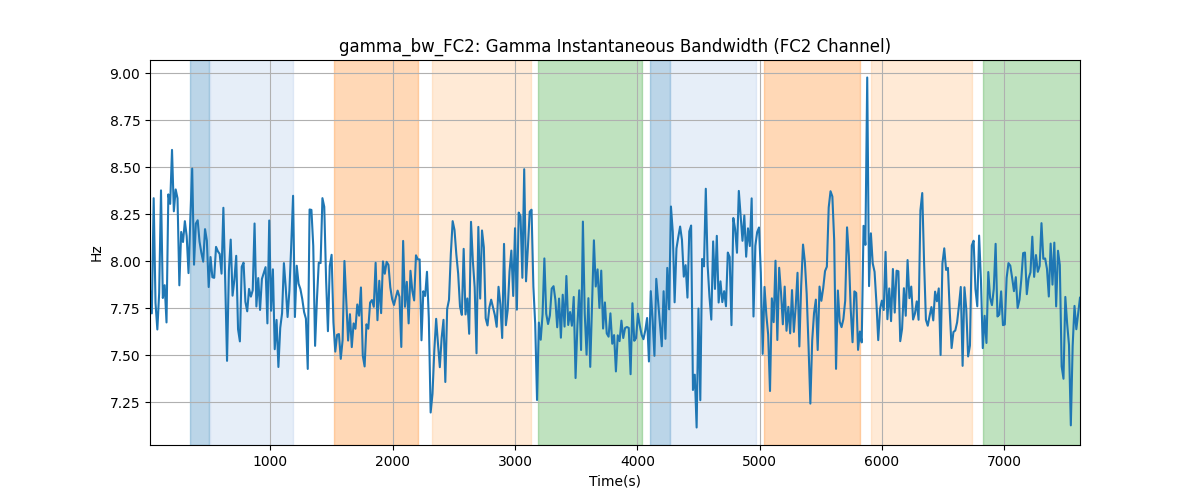 gamma_bw_FC2: Gamma Instantaneous Bandwidth (FC2 Channel)
9.00
8.75
8.50
8.25
8.00
7.75
7.50
7.25
Hz
1000 2000 3000 4000 5000 6000 7000
Time(s)